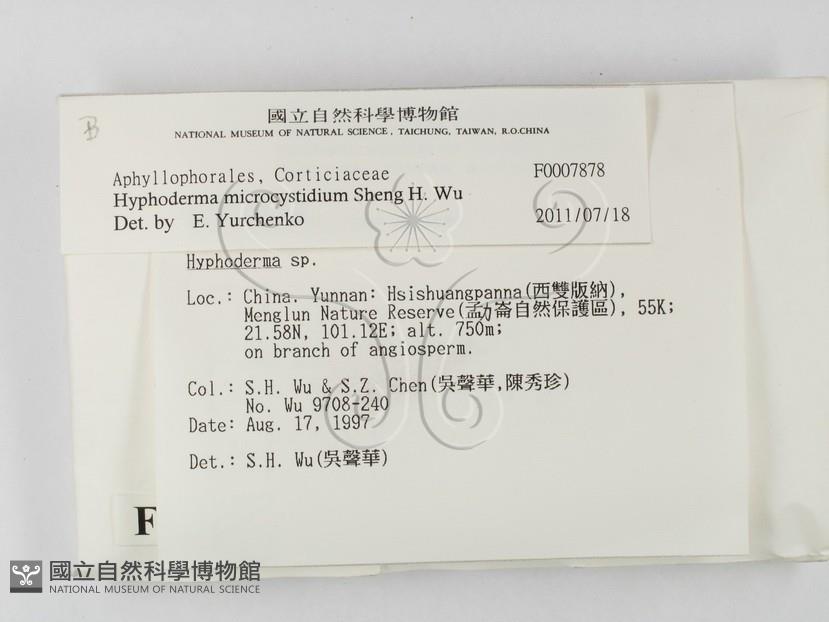 B
國立自然科學博物館
NATIONAL MUSEUM OF NATURAL SCIENCE, TAICHUNG, TAIWAN, R.O.CHINA
Aphyllophorales, Corticiaceae F0007878
Hyphoderma microcystidium Sheng H. Wu
Det. by E. Yurchenko 2011/07/18
Hyphoderma sp.
Loc.: China. Yunnan: Hsishuangpanna(西雙版納),
Menglun Nature Reserve(孟力崙自然保護區), 55K;
21.58N, 101.12E; alt. 750m;
on branch of angiosperm.
Col.: S.H. Wu & S.Z. Chen(吳聲華,陳秀珍)
No. Wu 9708-240
Date: Aug. 17, 1997
Det.: S.H. Wu(吳聲華)
F
國立自然科學博物館
NATIONAL MUSEUM OF NATURAL SCIENCE